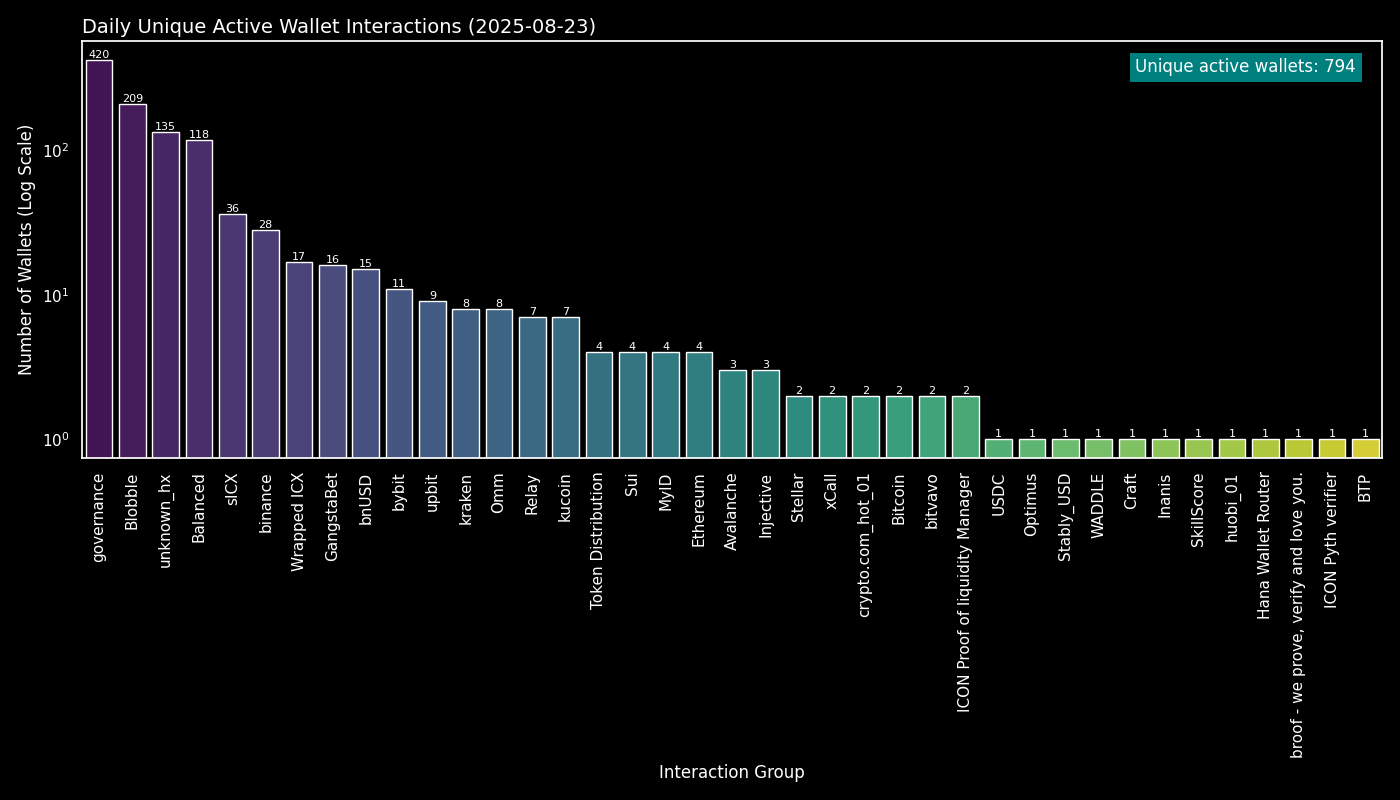 Daily Unique Active Wallet Interactions (2025-08-23)
Unique active wallets: 794
Number of Wallets (Log Scale)
10²
10¹
10⁰
420
209
135
118
36
28
17
16
15
11
9
8
8
7
7
4
4
4
4
3
3
2
2
2
2
2
2
1
1
1
1
1
1
1
1
1
1
1
1
governance
Blobble
unknown_hx
Balanced
sICX
binance
Wrapped ICX
GangstaBet
bnUSD
bybit
upbit
kraken
Omm
Relay
kucoin
Token Distribution
Sui
MyID
Ethereum
Avalanche
Injective
Stellar
xCall
crypto.com_hot_01
Bitcoin
bitvavo
ICON Proof of liquidity Manager
USDC
Optimus
Stably_USD
WADDLE
Craft
Inanis
SkillScore
huobi_01
Hana Wallet Router
broof - we prove, verify and love you.
ICON Pyth verifier
BTP
Interaction Group